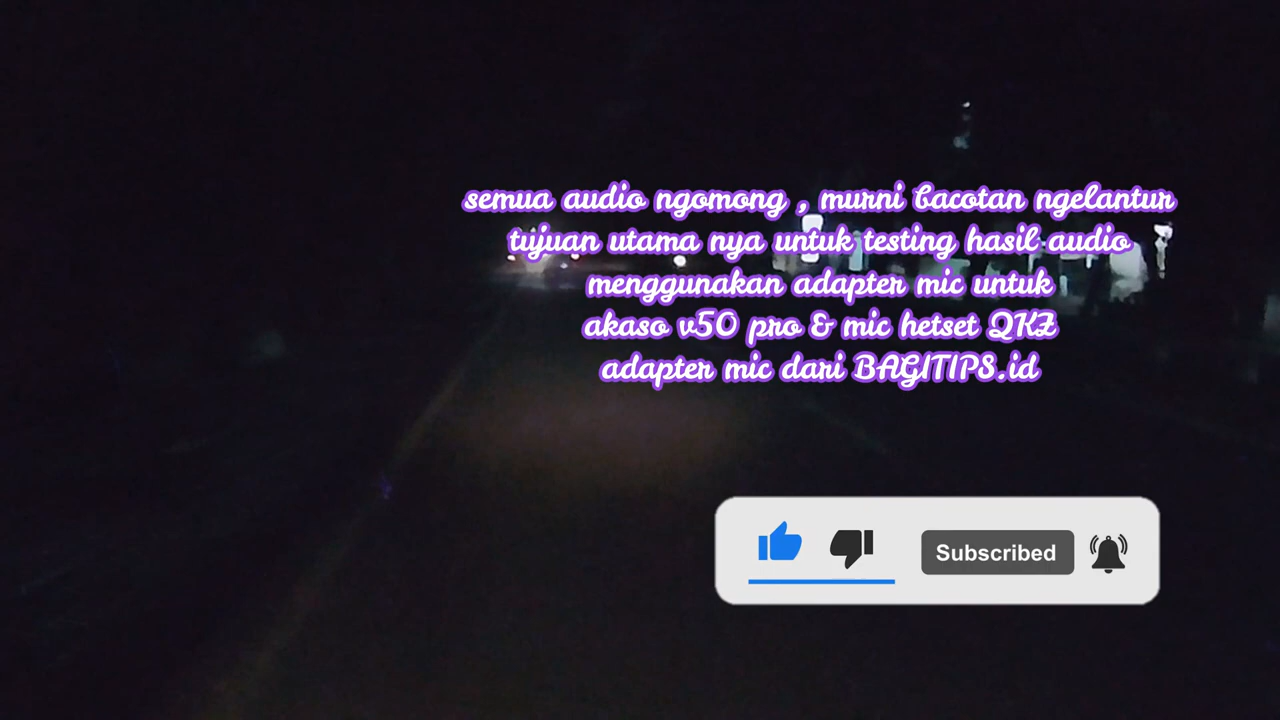 semua audio ngomong , murni bacotan ngelantur
tujuan utama nya untuk testing hasil audio
menggunakan adapter mic untuk
akaso v50 pro & mic hetset QKZ
adapter mic dari BAGITIPS.id
Subscribed